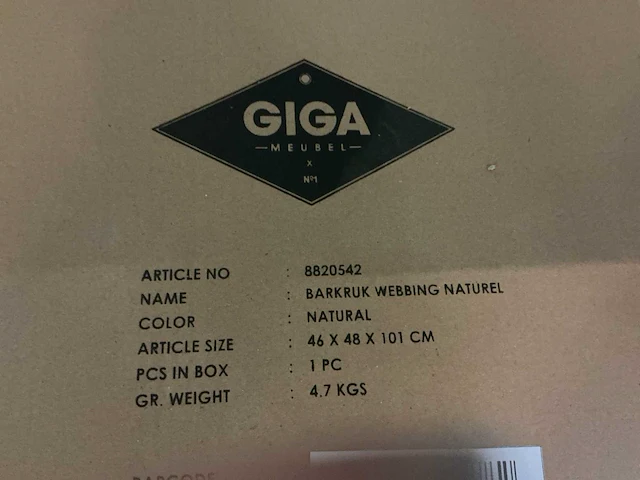 GIGA
—MEUBEL—
X
Nº1
ARTICLE NO : 8820542
NAME : BARKRUK WEBBING NATUREL
COLOR : NATURAL
ARTICLE SIZE : 46 X 48 X 101 CM
PCS IN BOX : 1 PC
GR. WEIGHT : 4.7 KGS
BARCODE